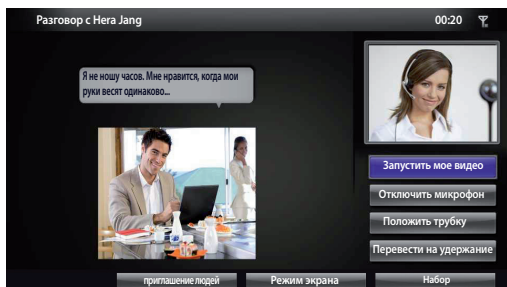 Разговор с Hera Jang
00:20
Я не ношу часов. Мне нравится, когда мои
руки весят одинаково...
Запустить мое видео
Отключить микрофон
Положить трубку
Перевести на удержание
приглашение людей
Режим экрана
Набор